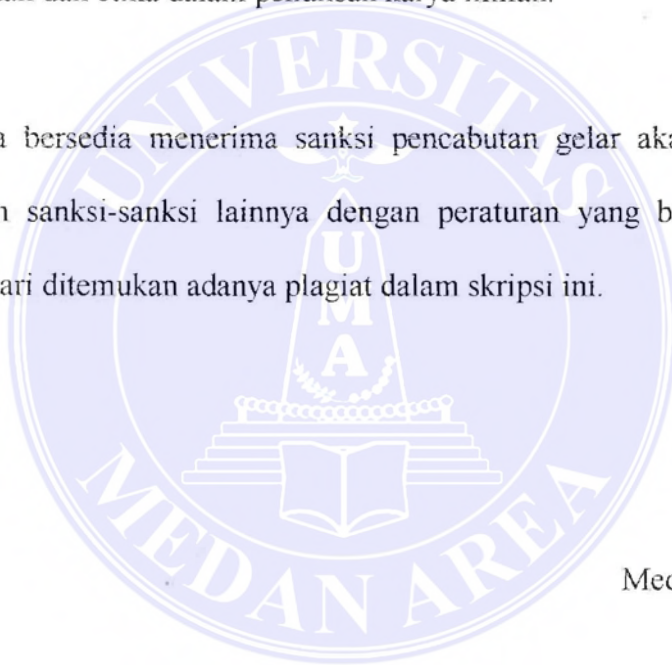 a bersedia menerima sanksi pencabutan gelar aka
n sanksi-sanksi lainnya dengan peraturan yang b
ari ditemukan adanya plagiat dalam skripsi ini.
Med
UNIVERSITAS
MEDAN AREA
U
M
A